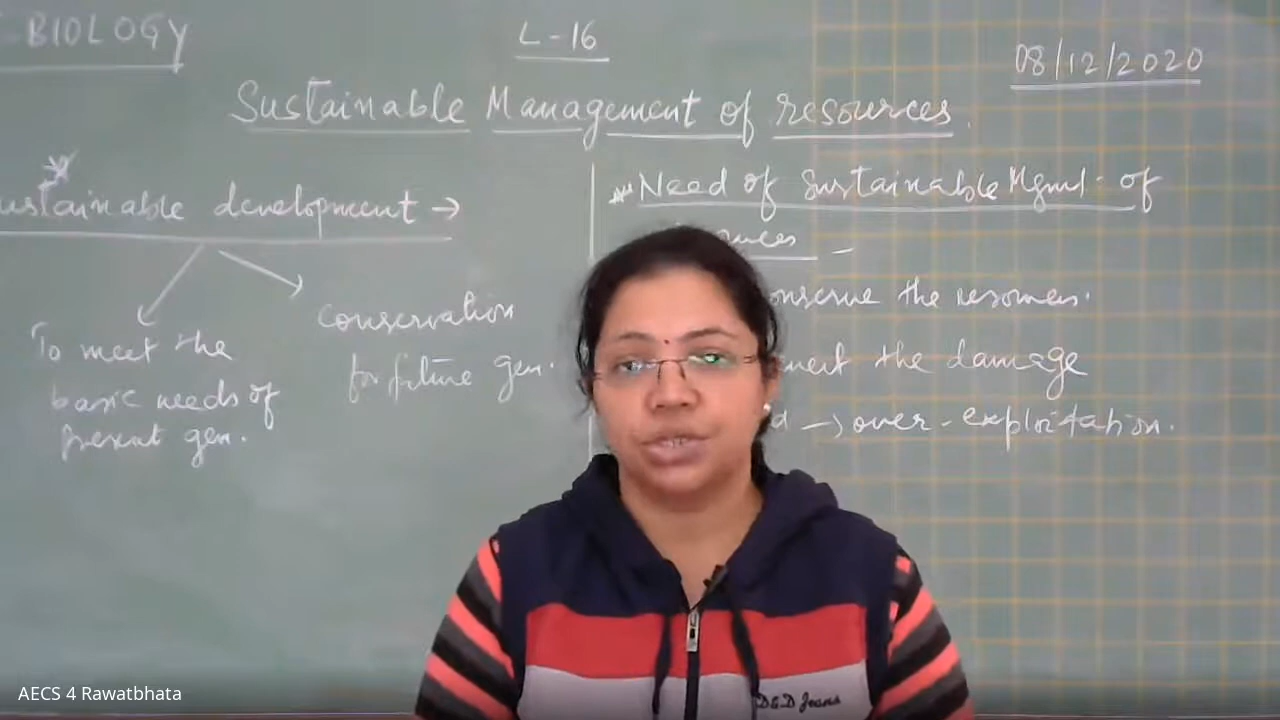 BIOLOGY
L-16
08/12/2020
Sustainable Management of resources.
ustainable development →
To meet the
basic needs of
present gen.
conservation
for future gen.
Need of Sustainable Mgmt. of
urces –
onserve the resources.
the damage
d → over-exploitation.
D&D Jeans
AECS 4 Rawatbhata